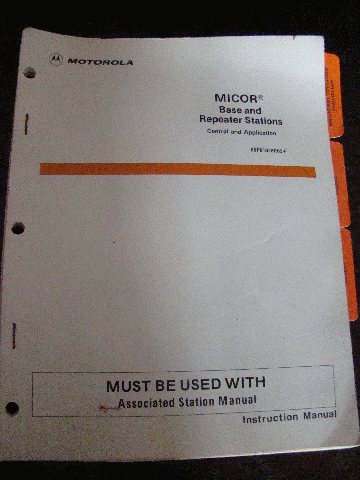 MOTOROLA
MICOR®
Base and
Repeater Stations
Control and Application
MUST BE USED WITH
Associated Station Manual
Instruction Manual